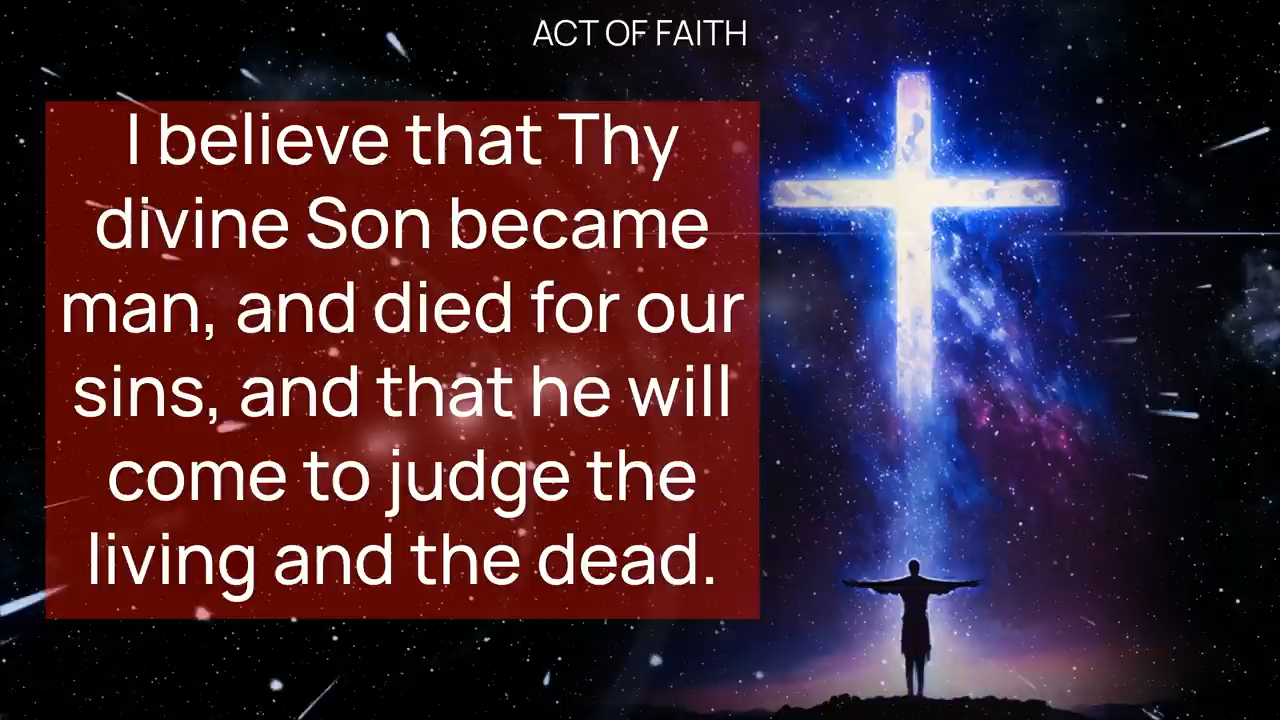 ACT OF FAITH
I believe that Thy
divine Son became
man, and died for our
sins, and that he will
come to judge the
living and the dead.